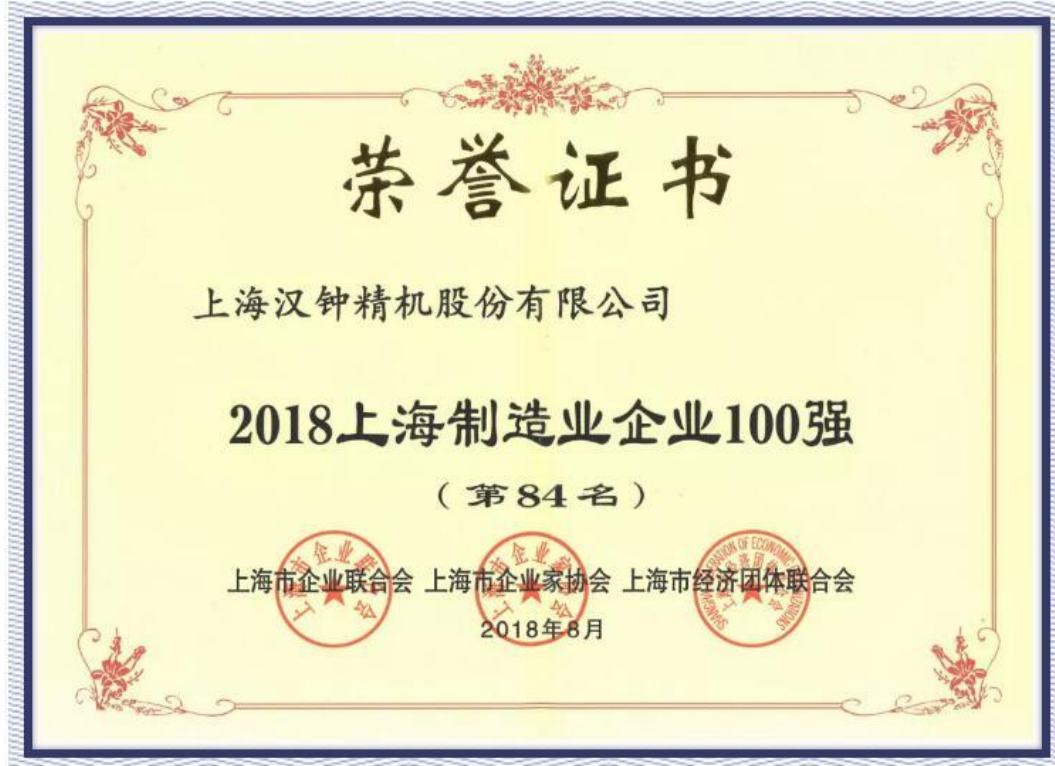 荣誉证书
上海汉钟精机股份有限公司
2018上海制造业企业100强
（第84名）
上海市企业联合会 上海市企业家协会 上海市经济团体联合会
2018年8月